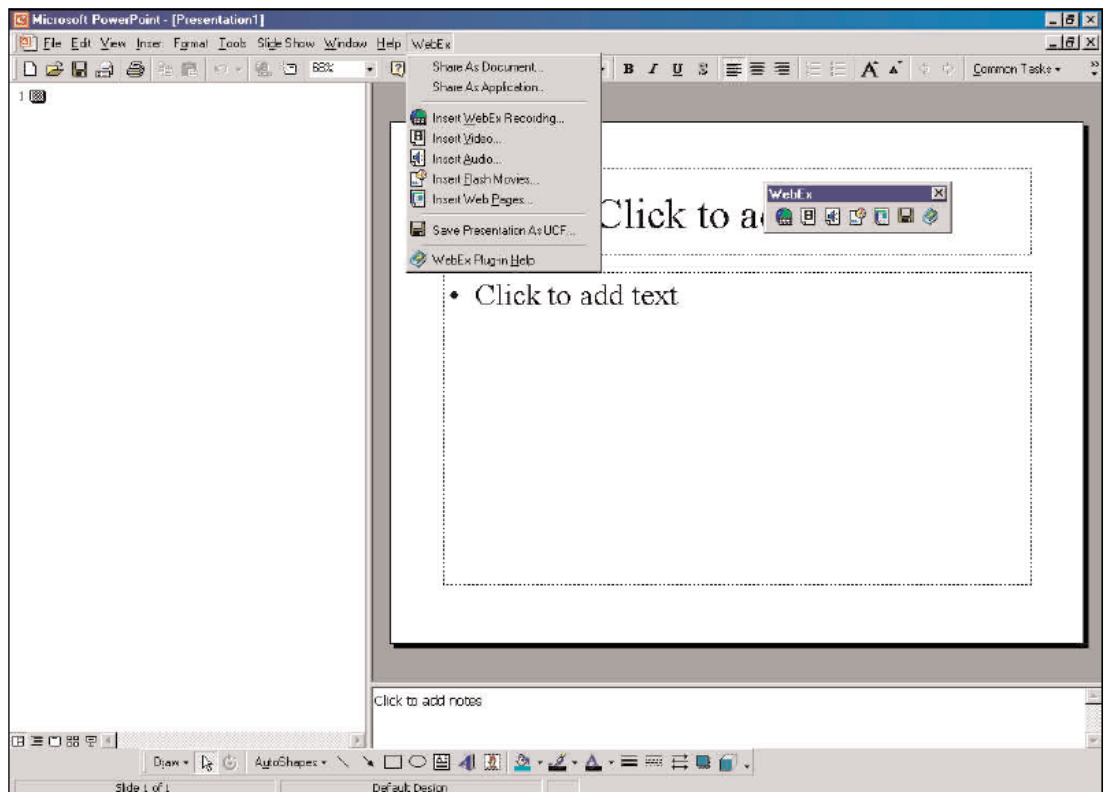 Microsoft PowerPoint - [Presentation1]
File Edit View Insert Format Tools Slide Show Window Help WebEx
68% B I U S A A Common Tasks
Share As Document...
Share As Application...
1
Insert WebEx Recording...
Insert Video...
Insert Audio...
Insert Flash Movies...
Insert Web Pages...
Save Presentation As UCF...
WebEx Plug-in Help
WebEx
Click to a
• Click to add text
Click to add notes
Draw AutoShapes
Slide 1 of 1 Default Design